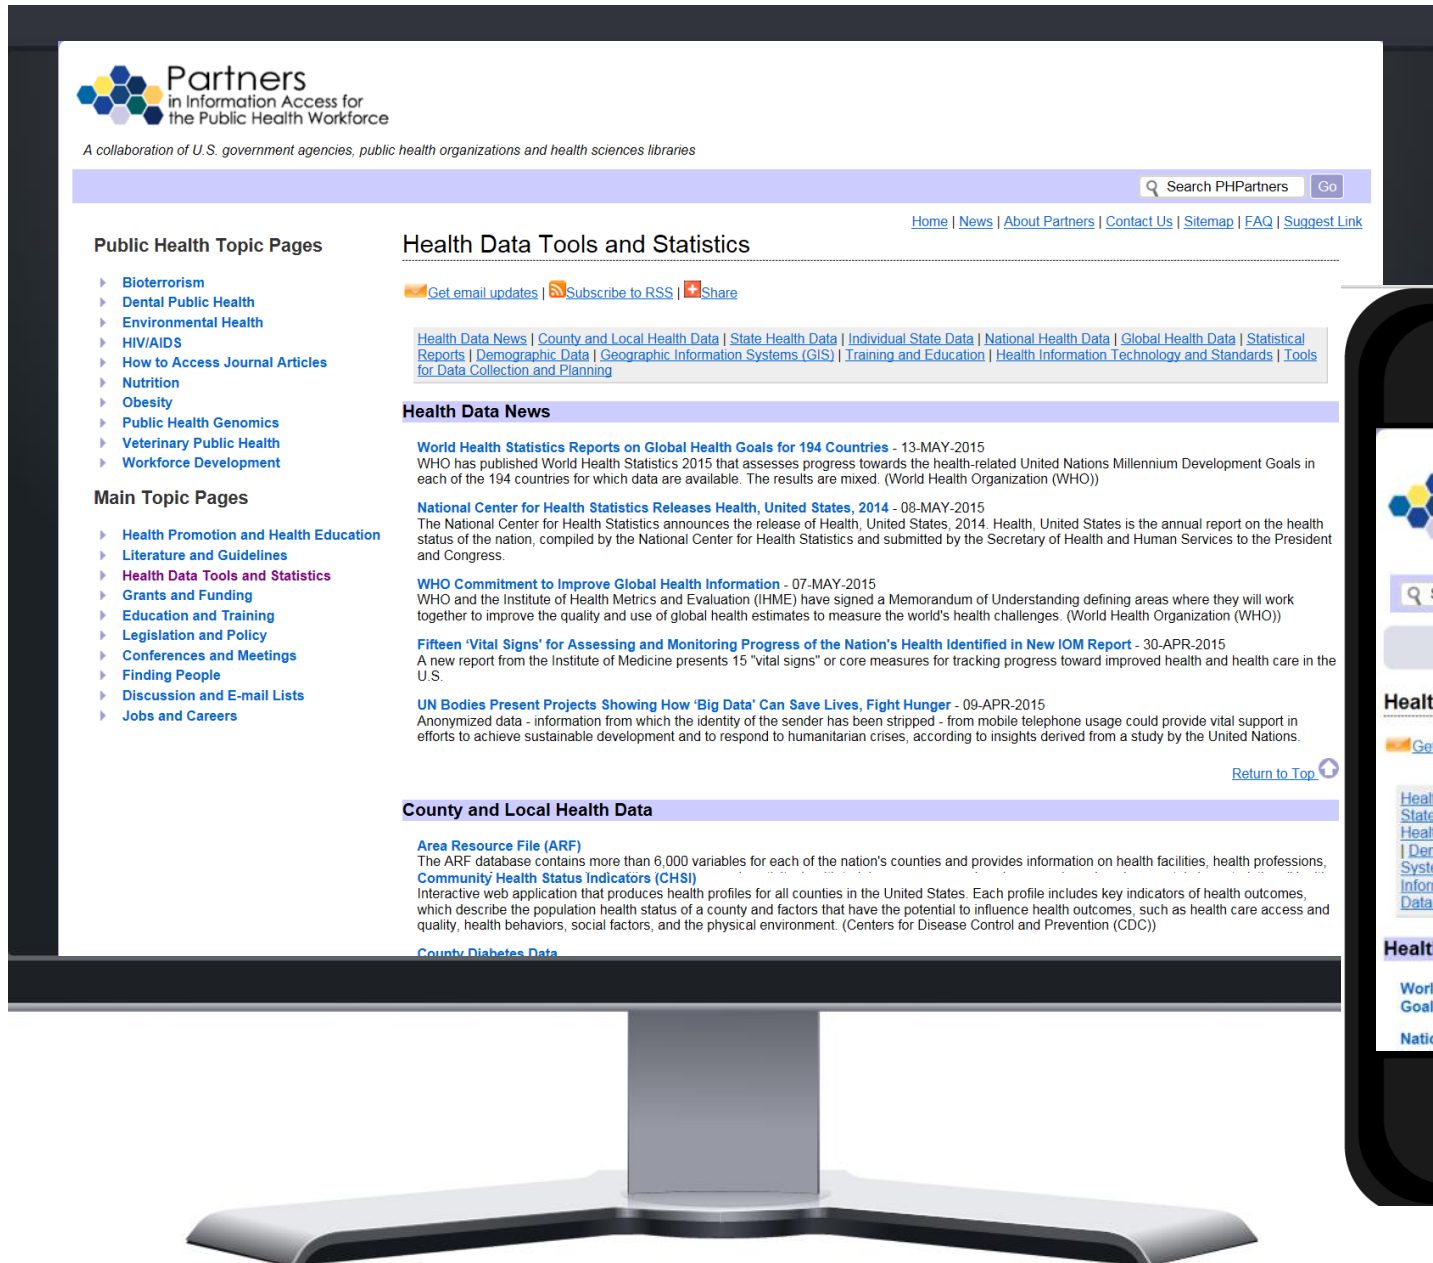 Partners
in Information Access for
the Public Health Workforce
A collaboration of U.S. government agencies, public health organizations and health sciences libraries
Search PHPartners Go
Home | News | About Partners | Contact Us | Sitemap | FAQ | Suggest Link
Public Health Topic Pages
Bioterrorism
Dental Public Health
Environmental Health
HIV/AIDS
How to Access Journal Articles
Nutrition
Obesity
Public Health Genomics
Veterinary Public Health
Workforce Development
Main Topic Pages
Health Promotion and Health Education
Literature and Guidelines
Health Data Tools and Statistics
Grants and Funding
Education and Training
Legislation and Policy
Conferences and Meetings
Finding People
Discussion and E-mail Lists
Jobs and Careers
Health Data Tools and Statistics
Get email updates | Subscribe to RSS | Share
Health Data News | County and Local Health Data | State Health Data | Individual State Data | National Health Data | Global Health Data | Statistical
Reports | Demographic Data | Geographic Information Systems (GIS) | Training and Education | Health Information Technology and Standards | Tools
for Data Collection and Planning
Health Data News
World Health Statistics Reports on Global Health Goals for 194 Countries - 13-MAY-2015
WHO has published World Health Statistics 2015 that assesses progress towards the health-related United Nations Millennium Development Goals in
each of the 194 countries for which data are available. The results are mixed. (World Health Organization (WHO))
National Center for Health Statistics Releases Health, United States, 2014 - 08-MAY-2015
The National Center for Health Statistics announces the release of Health, United States, 2014. Health, United States is the annual report on the health
status of the nation, compiled by the National Center for Health Statistics and submitted by the Secretary of Health and Human Services to the President
and Congress.
WHO Commitment to Improve Global Health Information - 07-MAY-2015
WHO and the Institute of Health Metrics and Evaluation (IHME) have signed a Memorandum of Understanding defining areas where they will work
together to improve the quality and use of global health estimates to measure the world's health challenges. (World Health Organization (WHO))
Fifteen ‘Vital Signs’ for Assessing and Monitoring Progress of the Nation's Health Identified in New IOM Report - 30-APR-2015
A new report from the Institute of Medicine presents 15 "vital signs" or core measures for tracking progress toward improved health and health care in the
U.S.
UN Bodies Present Projects Showing How ‘Big Data’ Can Save Lives, Fight Hunger - 09-APR-2015
Anonymized data - information from which the identity of the sender has been stripped - from mobile telephone usage could provide vital support in
efforts to achieve sustainable development and to respond to humanitarian crises, according to insights derived from a study by the United Nations.
Return to Top
County and Local Health Data
Area Resource File (ARF)
The ARF database contains more than 6,000 variables for each of the nation's counties and provides information on health facilities, health professions,
Community Health Status Indicators (CHSI)
Interactive web application that produces health profiles for all counties in the United States. Each profile includes key indicators of health outcomes,
which describe the population health status of a county and factors that have the potential to influence health outcomes, such as health care access and
quality, health behaviors, social factors, and the physical environment. (Centers for Disease Control and Prevention (CDC))
County Diabetes Data
Healt
Ge
Healt
State
Healt
| Der
Syste
Infor
Data
Healt
Worl
Goal
Natio